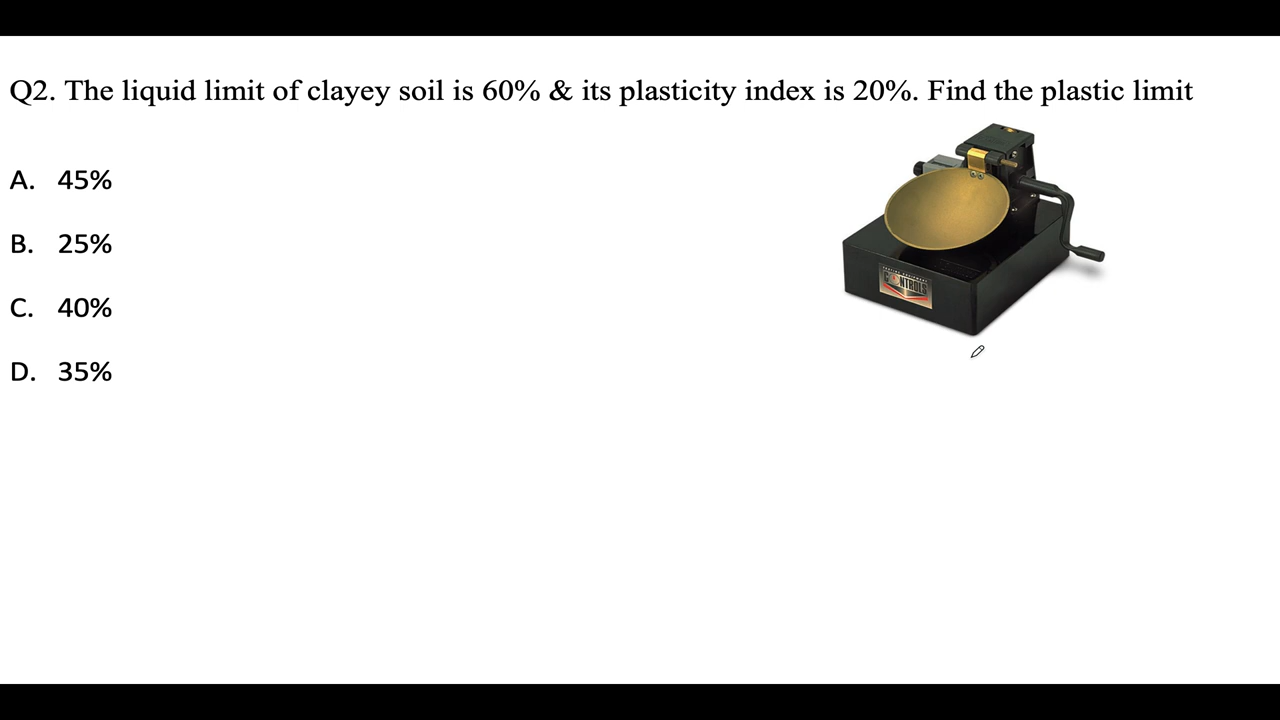 Q2. The liquid limit of clayey soil is 60% & its plasticity index is 20%. Find the plastic limit
A. 45%
B. 25%
C. 40%
D. 35%
CONTROLS